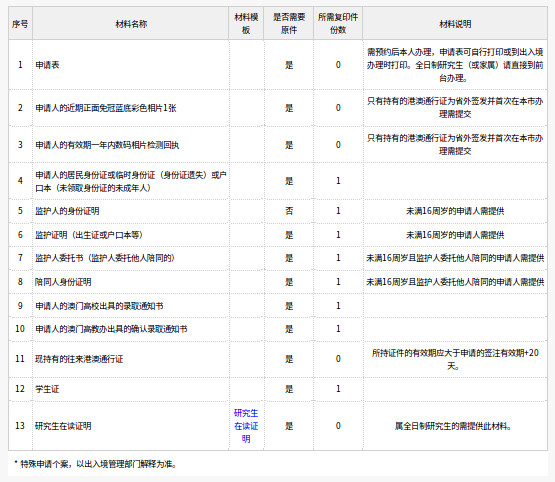 序号 材料名称 材料模板 是否需要原件 所需复印件份数 材料说明
1 申请表 是 0 需预约后本人办理，申请表可自行打印或到出入境办理时打印。全日制研究生（或家属）请直接到前台办理。
2 申请人的近期正面免冠蓝底彩色相片1张 是 0 只有持有的港澳通行证为省外签发并首次在本市办理需提交
3 申请人的有效期一年内数码相片检测回执 是 0 只有持有的港澳通行证为省外签发并首次在本市办理需提交
4 申请人的居民身份证或临时身份证（身份证遗失）或户口本（未领取身份证的未成年人） 是 1
5 监护人的身份证明 否 1 未满16周岁的申请人需提供
6 监护证明（出生证或户口本等） 是 1 未满16周岁的申请人需提供
7 监护人委托书（监护人委托他人陪同的） 是 1 未满16周岁且监护人委托他人陪同的申请人需提供
8 陪同人身份证明 是 1 未满16周岁且监护人委托他人陪同的申请人需提供
9 申请人的澳门高校出具的录取通知书 是 1
10 申请人的澳门高教办出具的确认录取通知书 是 1
11 现持有的往来港澳通行证 是 0 所持证件的有效期应大于申请的签注有效期+20天。
12 学生证 是 1
13 研究生在读证明 研究生在读证明 是 0 属全日制研究生的需提供此材料。
* 特殊申请个案，以出入境管理部门解释为准。